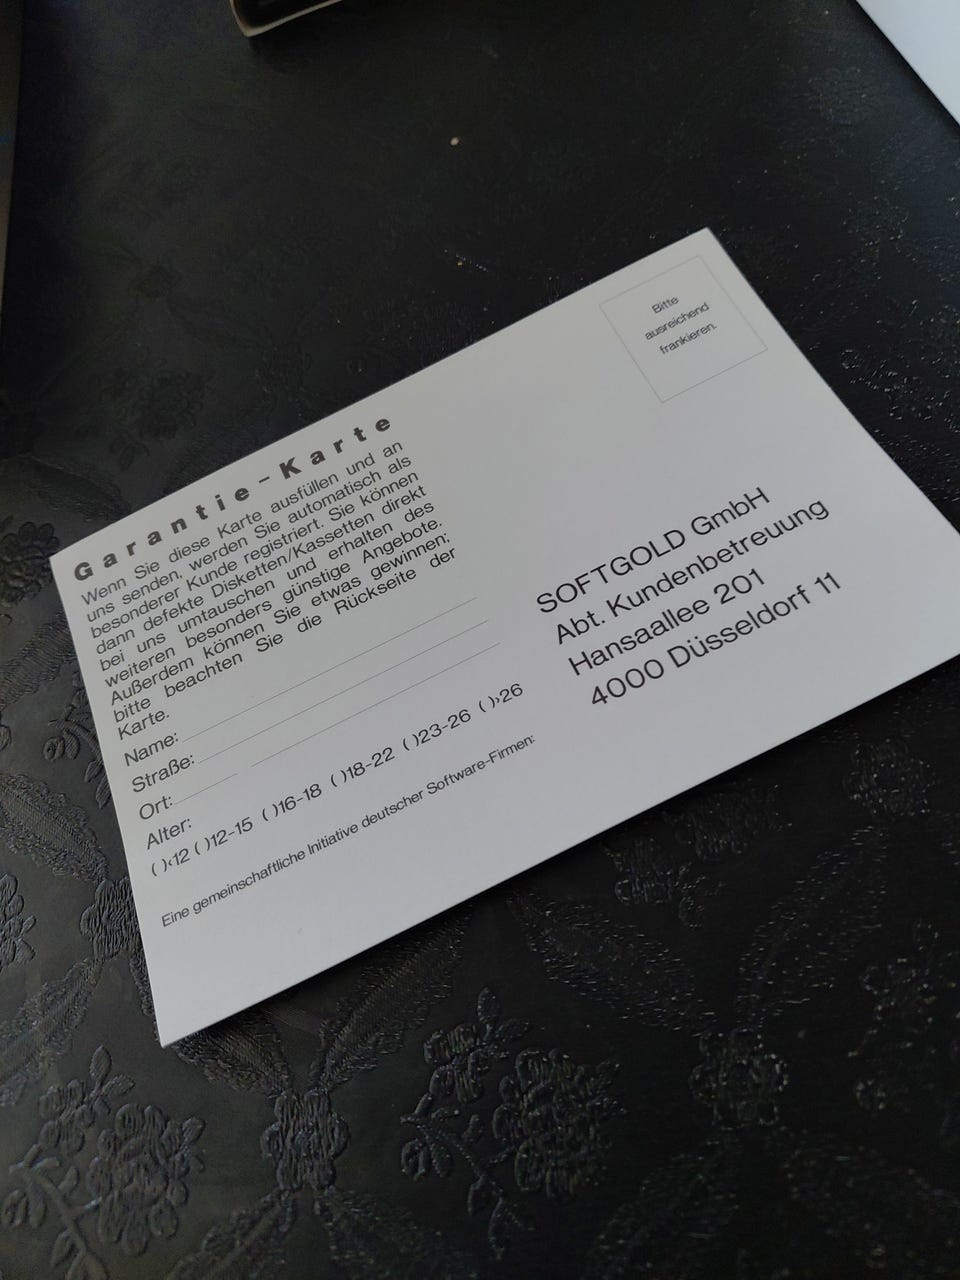 Garantie-Karte
Wenn Sie diese Karte ausfüllen und an
uns senden, werden Sie automatisch als
besonderer Kunde registriert. Sie können
dann defekte Disketten/Kassetten direkt
bei uns umtauschen und erhalten des
weiteren besonders günstige Angebote.
Außerdem können Sie etwas gewinnen;
bitte beachten Sie die Rückseite der
Karte.
Name:
Straße:
Ort:
Alter:
( )‹12 ( )12-15 ( )16-18 ( )18-22 ( )23-26 ( )›26
Eine gemeinschaftliche Initiative deutscher Software-Firmen:
Bitte
ausreichend
frankieren.
SOFTGOLD GmbH
Abt. Kundenbetreuung
Hansaallee 201
4000 Düsseldorf 11